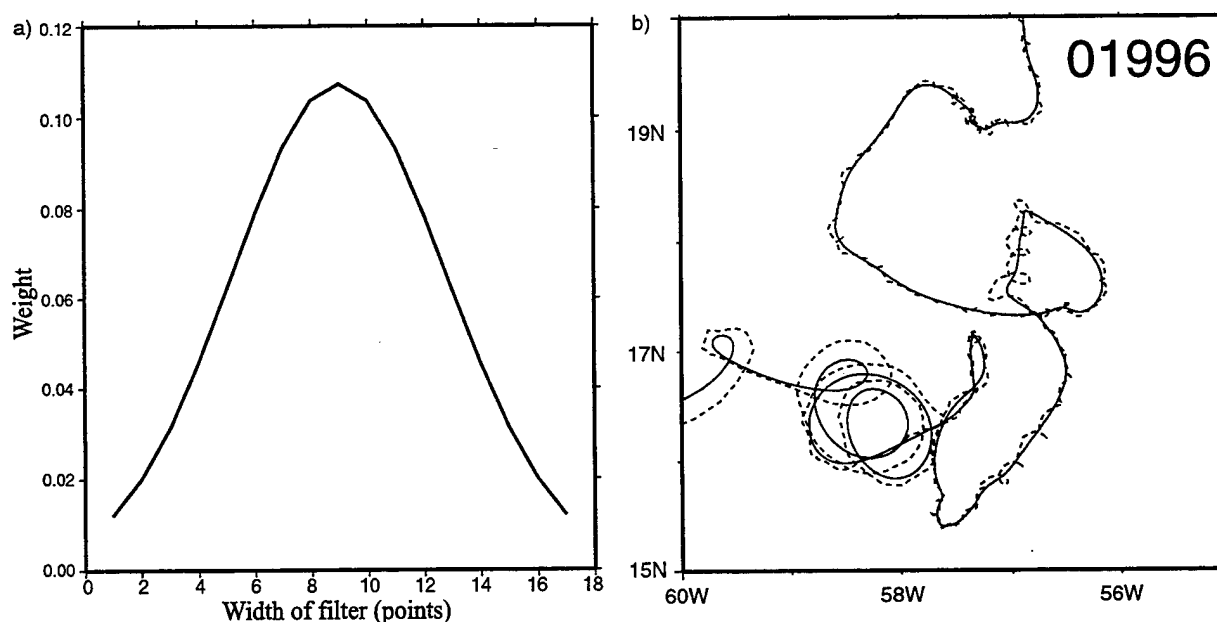 a)
0.12
0.10
0.08
0.06
0.04
0.02
0.00
Weight
0 2 4 6 8 10 12 14 16 18
Width of filter (points)
b)
01996
19N
17N
15N
60W 58W 56W